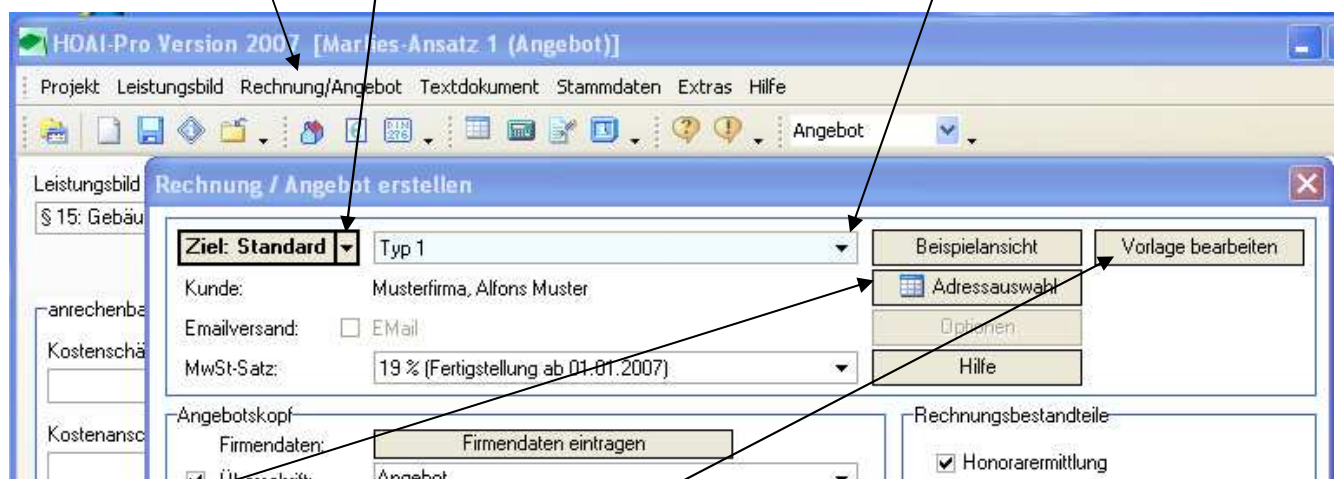 HOAI-Pro Version 2007 [Marlies-Ansatz 1 (Angebot)]
Projekt Leistungsbild Rechnung/Angebot Textdokument Stammdaten Extras Hilfe
DIN 276 Angebot
Leistungsbild
§ 15: Gebäu
Rechnung / Angebot erstellen
Ziel: Standard Typ 1 Beispielansicht Vorlage bearbeiten
Kunde: Musterfirma, Alfons Muster Adressauswahl
anrechenba
Emailversand: EMail Optionen
Kostenschä
MwSt-Satz: 19 % (Fertigstellung ab 01.01.2007) Hilfe
Angebotskopf Rechnungsbestandteile
Kostenansc
Firmendaten: Firmendaten eintragen
Honorarermittlung
Überschrift: Angebot